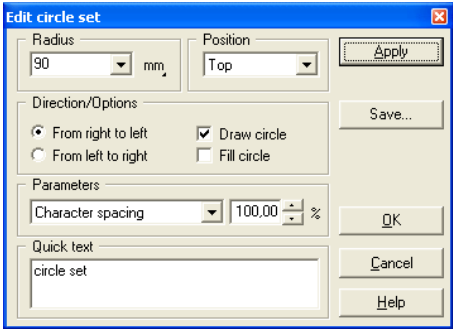 Edit circle set
Radius
90 mm
Position
Top
Apply
Direction/Options
From right to left
Draw circle
From left to right
Fill circle
Save...
Parameters
Character spacing 100,00 %
OK
Quick text
circle set
Cancel
Help